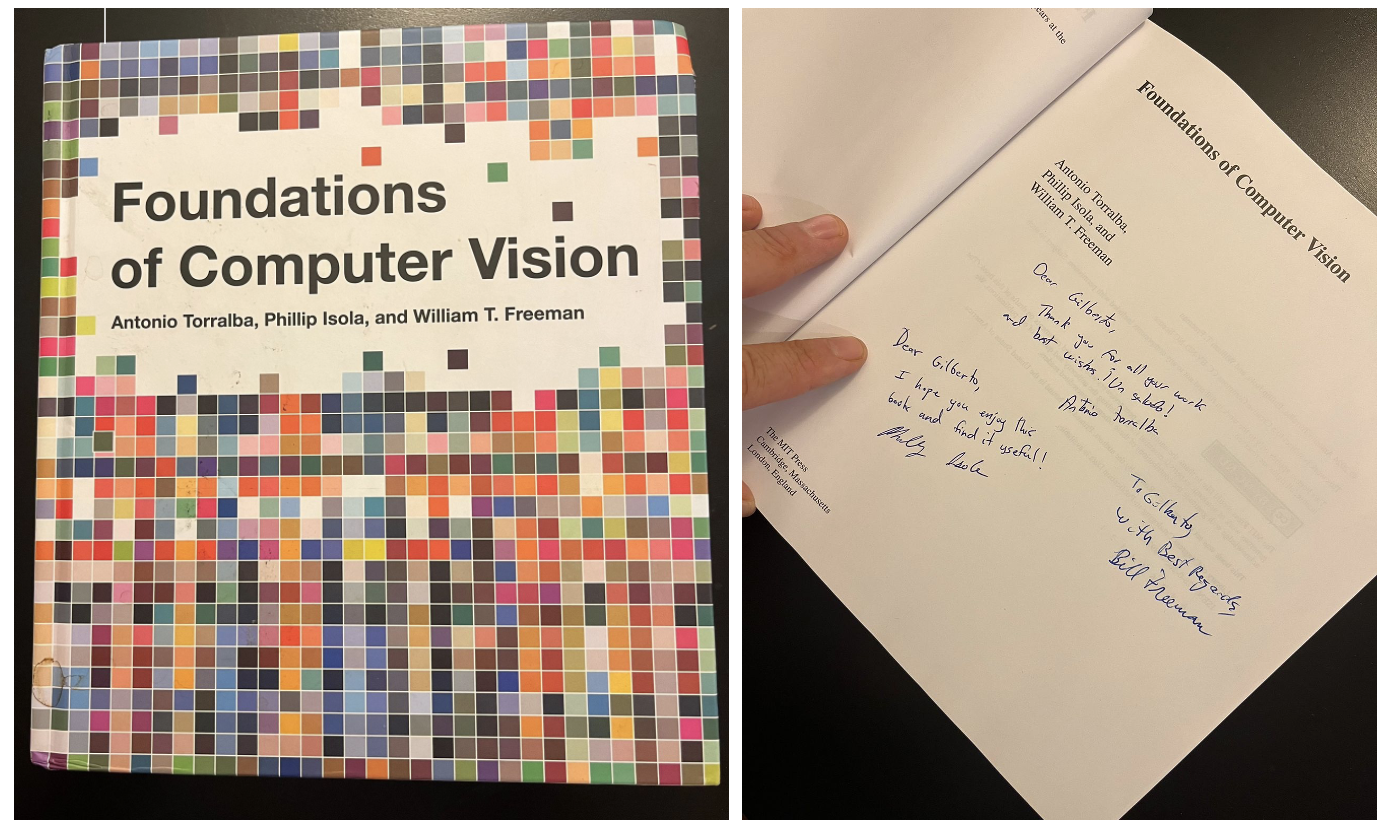 Foundations
of Computer Vision
Antonio Torralba, Phillip Isola, and William T. Freeman
ears at the
Foundations of Computer Vision
Antonio Torralba,
Phillip Isola, and
William T. Freeman
Dear Gilberto,
Thank you for all your work
and best wishes. ¡Un saludo!
Antonio Torralba
Dear Gilberto,
I hope you enjoy this
book and find it useful!
Phillip Isola
To Gilberto,
With Best Regards,
Bill Freeman
The MIT Press
Cambridge, Massachusetts
London, England